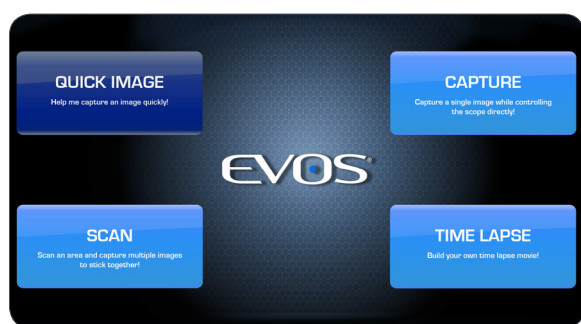 QUICK IMAGE
Help me capture an image quickly!
CAPTURE
Capture a single image while controlling
the scope directly!
EVOS®
SCAN
Scan an area and capture multiple images
to stick together!
TIME LAPSE
Build your own time lapse movie!